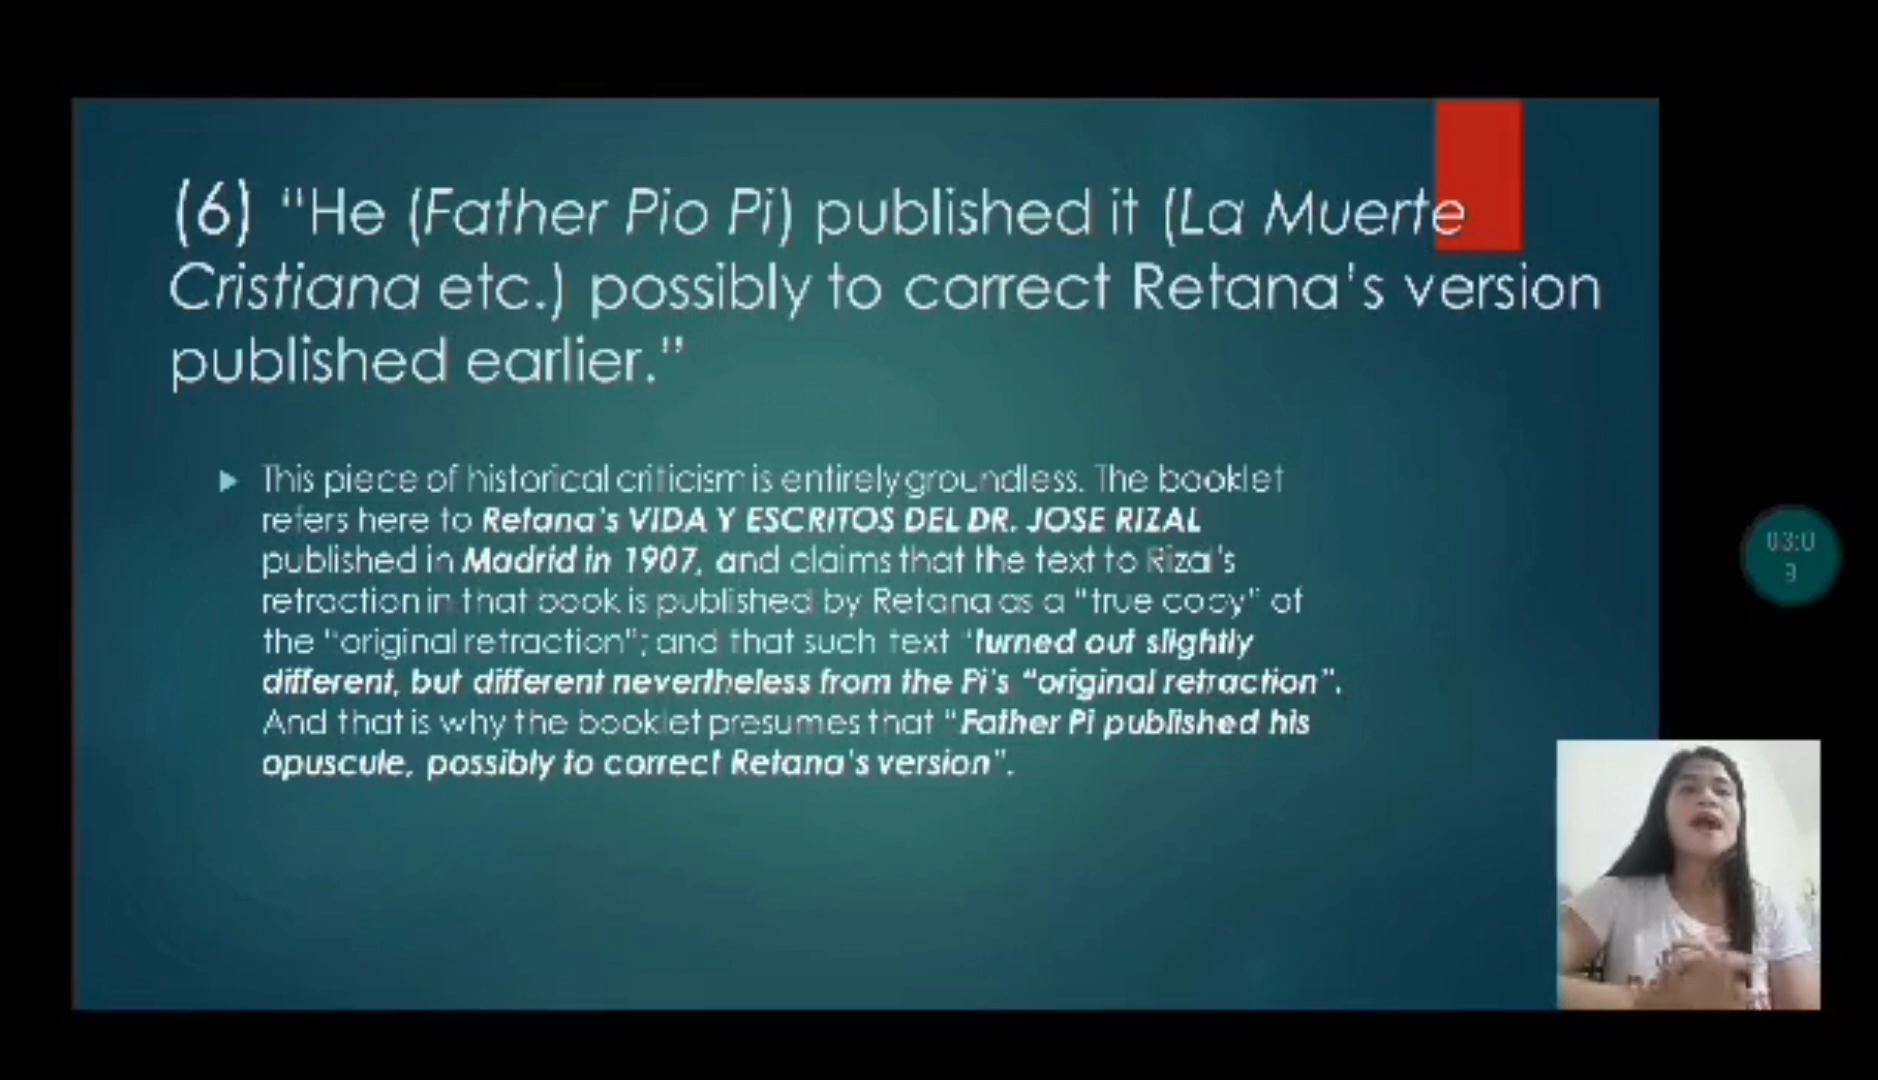 (6) “He (Father Pio Pi) published it (La Muerte
Cristiana etc.) possibly to correct Retana's version
published earlier.”
This piece of historical criticism is entirely groundless. The booklet
refers here to Retana's VIDA Y ESCRITOS DEL DR. JOSE RIZAL
published in Madrid in 1907, and claims that the text to Rizal's
retraction in that book is published by Retana as a “true copy” of
the “original retraction”; and that such text “turned out slightly
different, but different nevertheless from the Pi's “original retraction”.
And that is why the booklet presumes that “Father Pi published his
opuscule, possibly to correct Retana's version”.
03:0
3